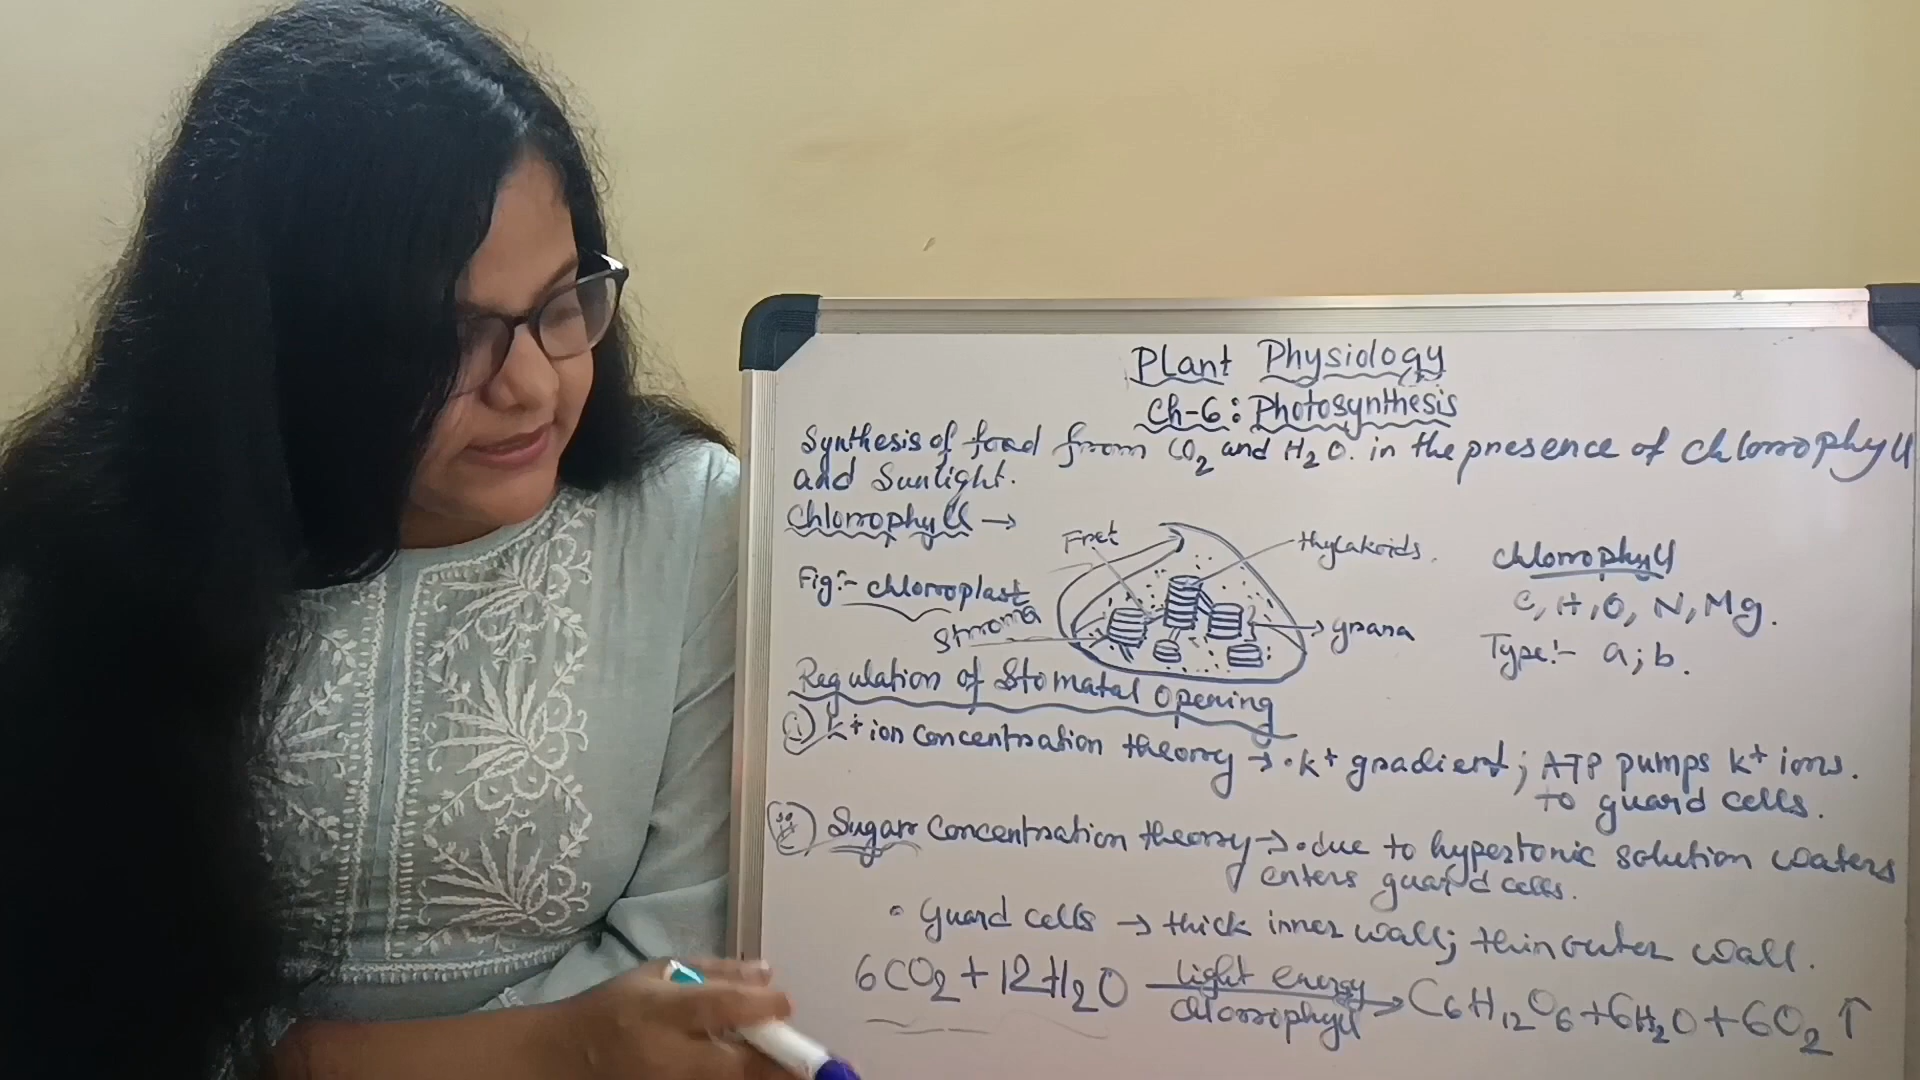 Plant Physiology
Ch-6: Photosynthesis
Synthesis of food from CO2 and H2O. in the presence of chlorophyll
and Sunlight.
Chlorophyll →
Fig:- chloroplast
Fret
thylakoids.
Stroma
grana
chlorophyll
C, H, O, N, Mg.
Type:- a; b.
Regulation of Stomatal Opening
(i) K+ ion concentration theory → • K+ gradient; ATP pumps K+ ions.
to guard cells.
(ii) Sugar concentration theory → • due to hypertonic solution waters
enters guard cells.
• Guard cells → thick inner wall; thin outer wall.
6CO2 + 12H2O light energy → C6H12O6 + 6H2O + 6O2 ↑
Chlorophyll